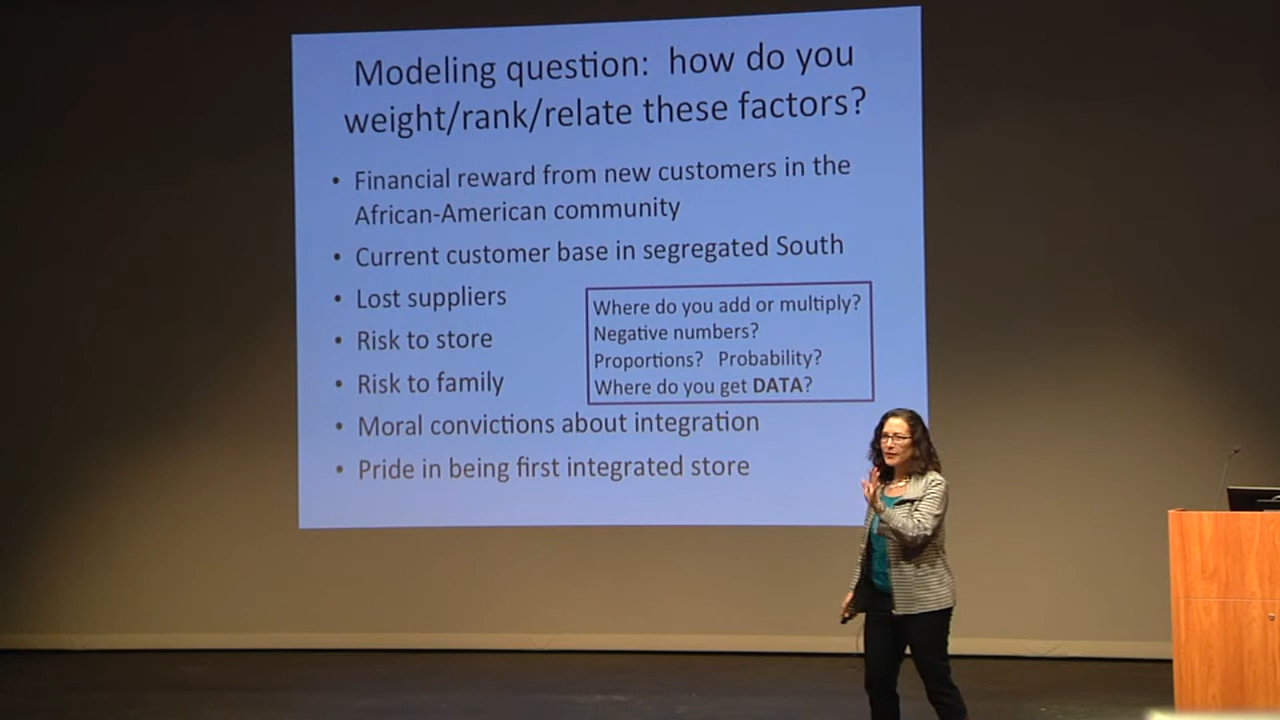 Modeling question: how do you
weight/rank/relate these factors?
• Financial reward from new customers in the
African-American community
• Current customer base in segregated South
• Lost suppliers
• Risk to store
• Risk to family
Where do you add or multiply?
Negative numbers?
Proportions? Probability?
Where do you get DATA?
• Moral convictions about integration
• Pride in being first integrated store